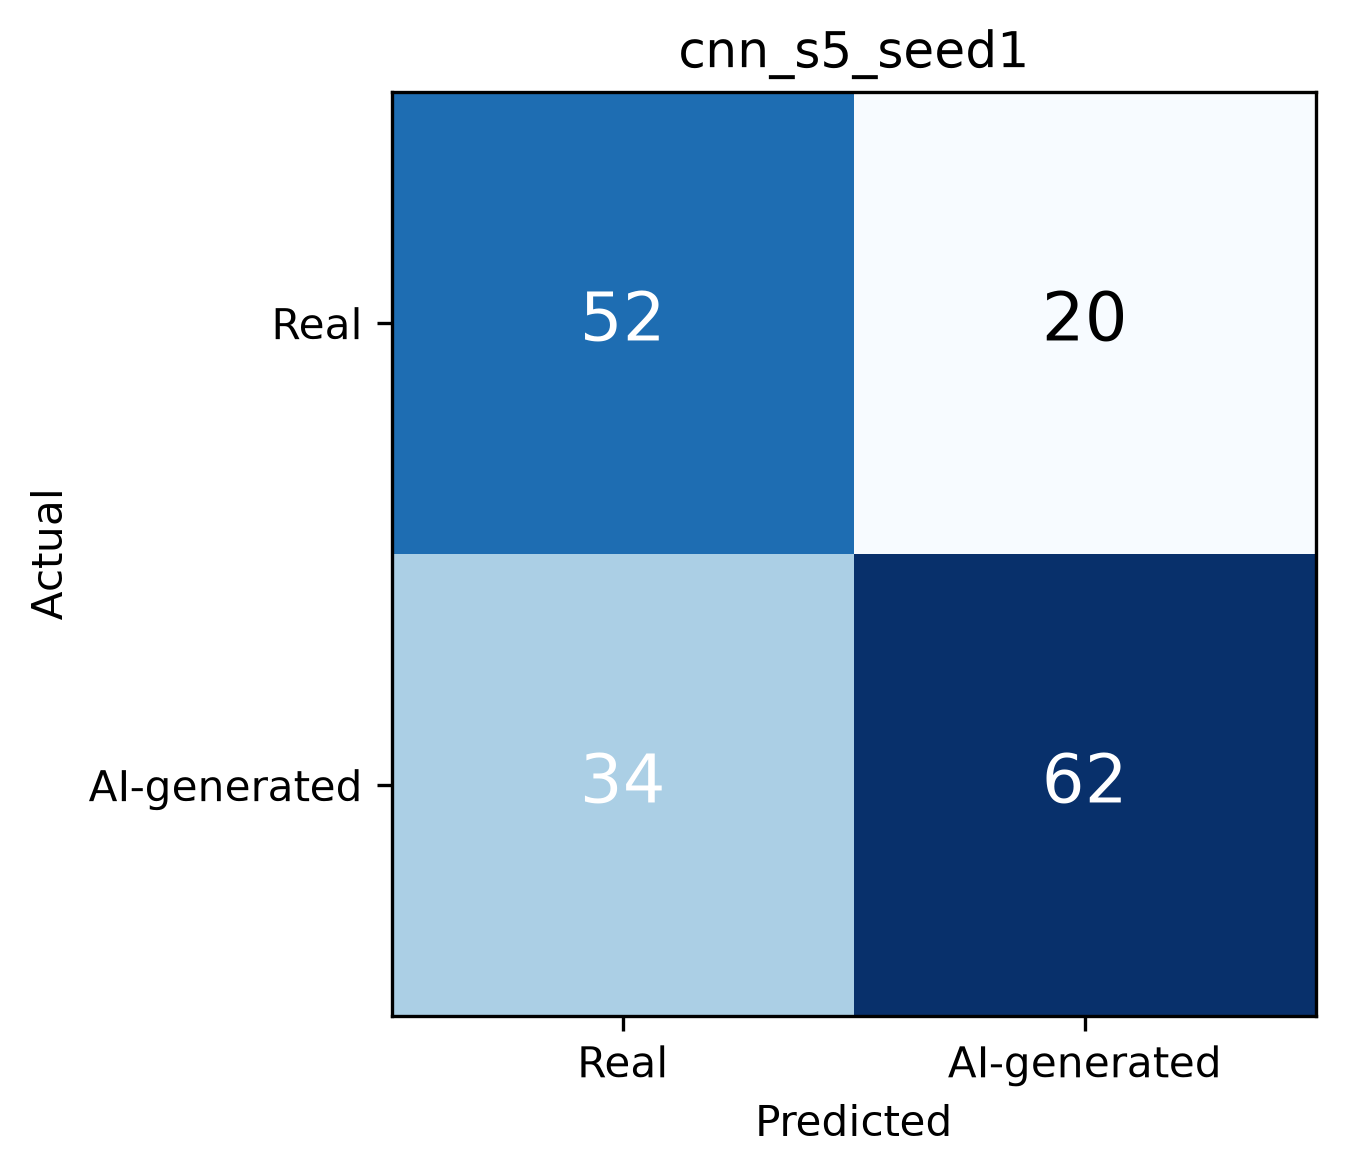 cnn_s5_seed1
Actual
Real
52
20
AI-generated
34
62
Real
AI-generated
Predicted